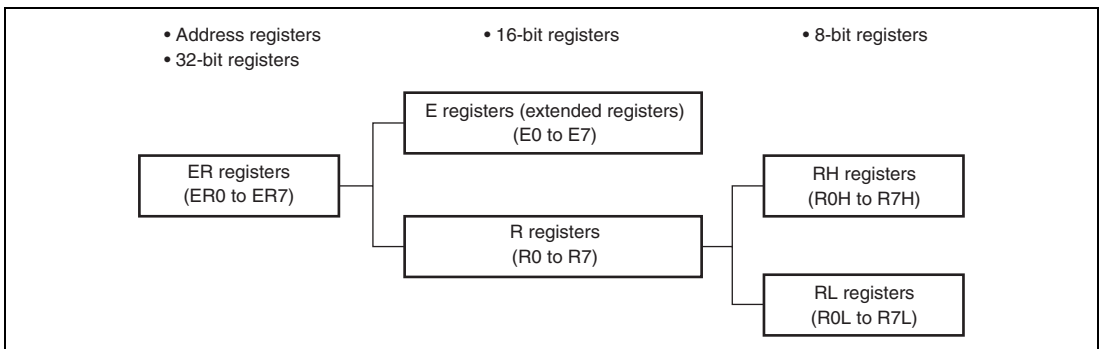 • Address registers
• 32-bit registers
• 16-bit registers
• 8-bit registers
E registers (extended registers)
(E0 to E7)
ER registers
(ER0 to ER7)
RH registers
(R0H to R7H)
R registers
(R0 to R7)
RL registers
(R0L to R7L)